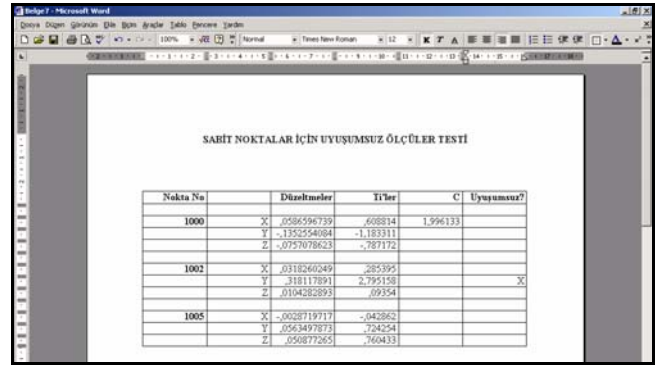 Belge7 - Microsoft Word
Dosya Düzen Görünüm Ekle Biçim Araçlar Tablo Pencere Yardım
100% Normal Times New Roman 12 K T A
SABİT NOKTALAR İÇİN UYUŞUMSUZ ÖLÇÜLER TESTİ
Nokta No Düzeltmeler Ti'ler C Uyuşumsuz?
1000 X ,0586596739 ,608814 1,996133
Y -,1352554084 -1,183311
Z -,0757078623 -,787172
1002 X ,0318260249 ,285395
Y ,318117891 2,795158 X
Z ,0104282893 ,09354
1005 X -,0028719717 -,042862
Y ,0563497873 ,724254
Z ,050877265 ,760433